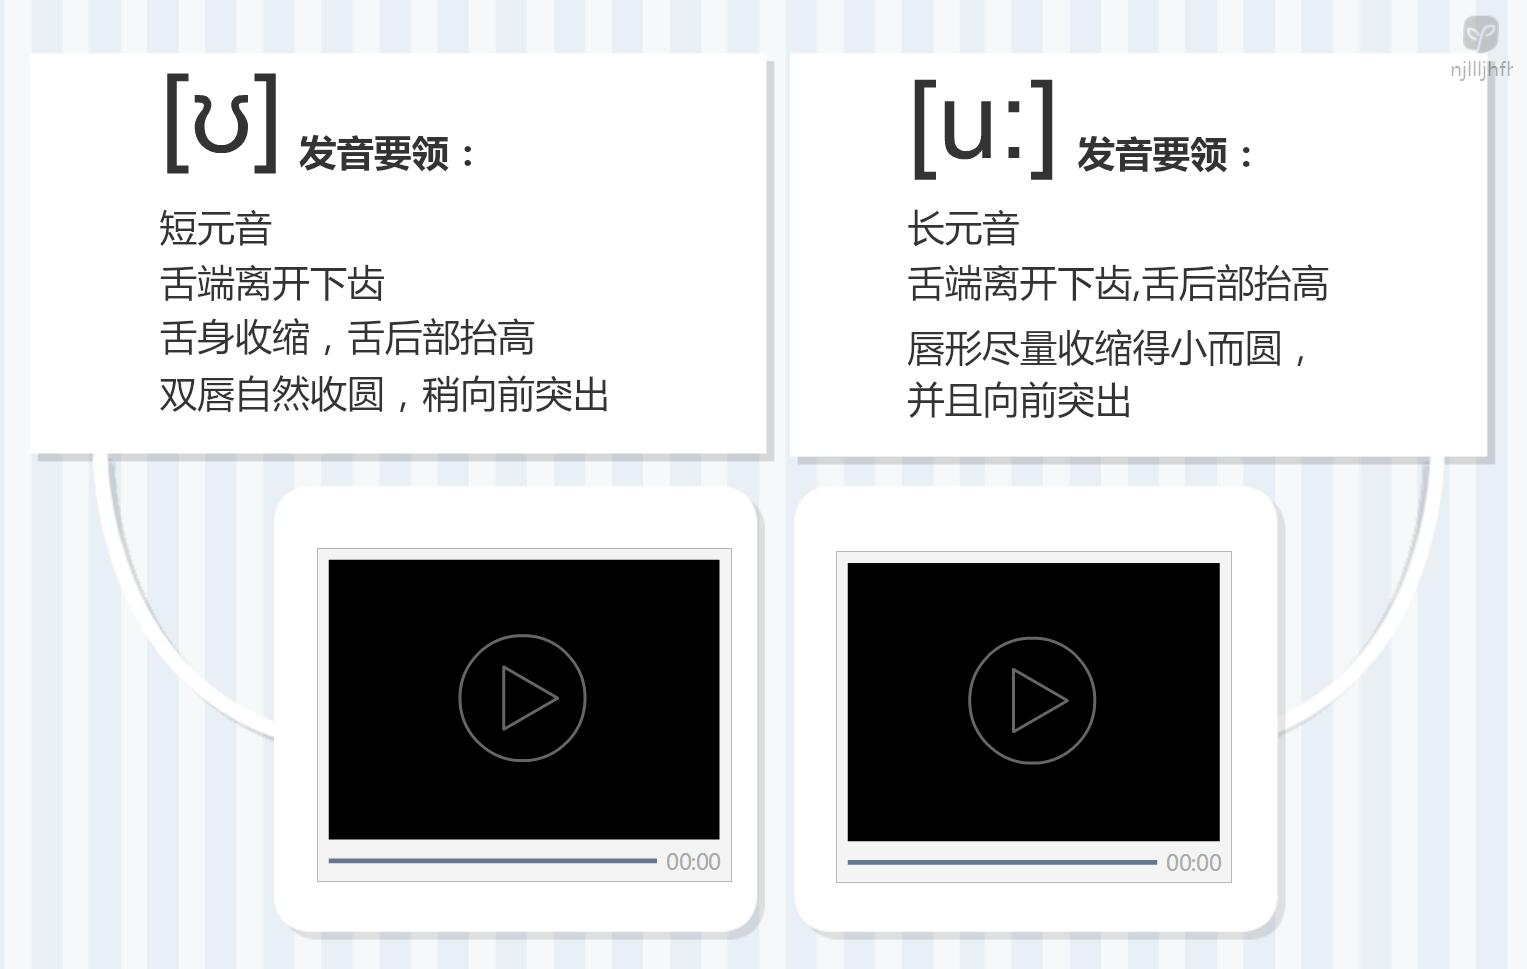 [ʊ] 发音要领：
短元音
舌端离开下齿
舌身收缩，舌后部抬高
双唇自然收圆，稍向前突出
00:00
[u:] 发音要领：
长元音
舌端离开下齿,舌后部抬高
唇形尽量收缩得小而圆，
并且向前突出
00:00